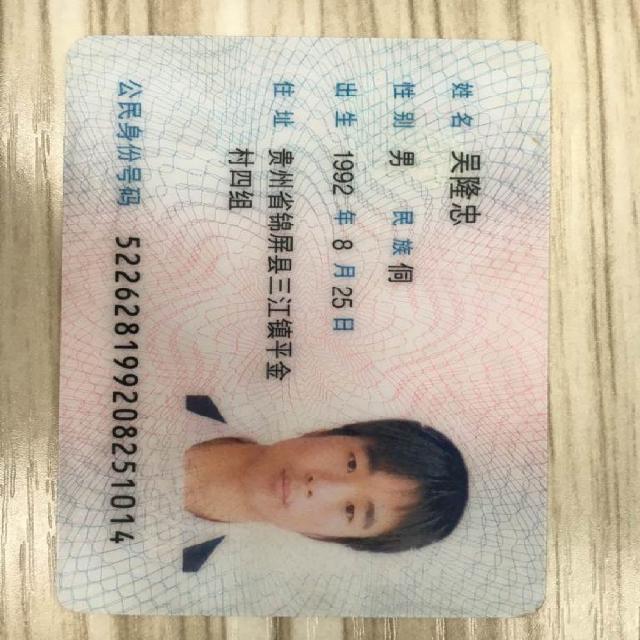 姓名 吴隆忠
性别 男 民族 侗
出生 1992 年 8 月 25 日
住址 贵州省锦屏县三江镇平金
村四组
公民身份号码 522628199208251014